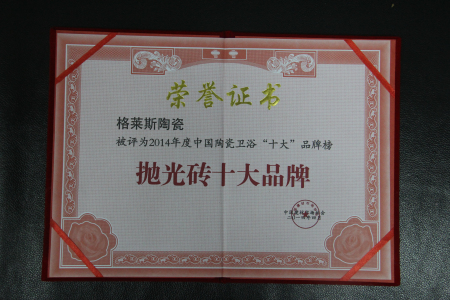 荣誉证书
格莱斯陶瓷
被评为2014年度中国陶瓷卫浴“十大”品牌榜
抛光砖十大品牌